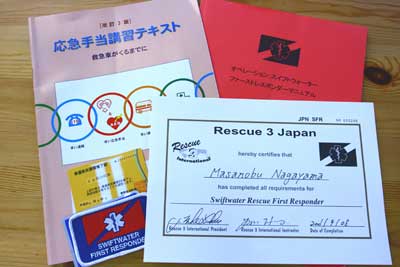 [改訂2版]
応急手当講習テキスト
救急車がくるまでに
オペレーション:スイフトウォーター
ファーストレスポンダーマニュアル
JPN SFR
Rescue 3 Japan
Rescue 3
International
hereby certifies that
Masanobu Nagayama
has completed all requirements for
Swiftwater Rescue First Responder
Rescue 3 International President
Rescue 3 International Instructor
Date of Completion
SWIFTWATER
FIRST RESPONDER